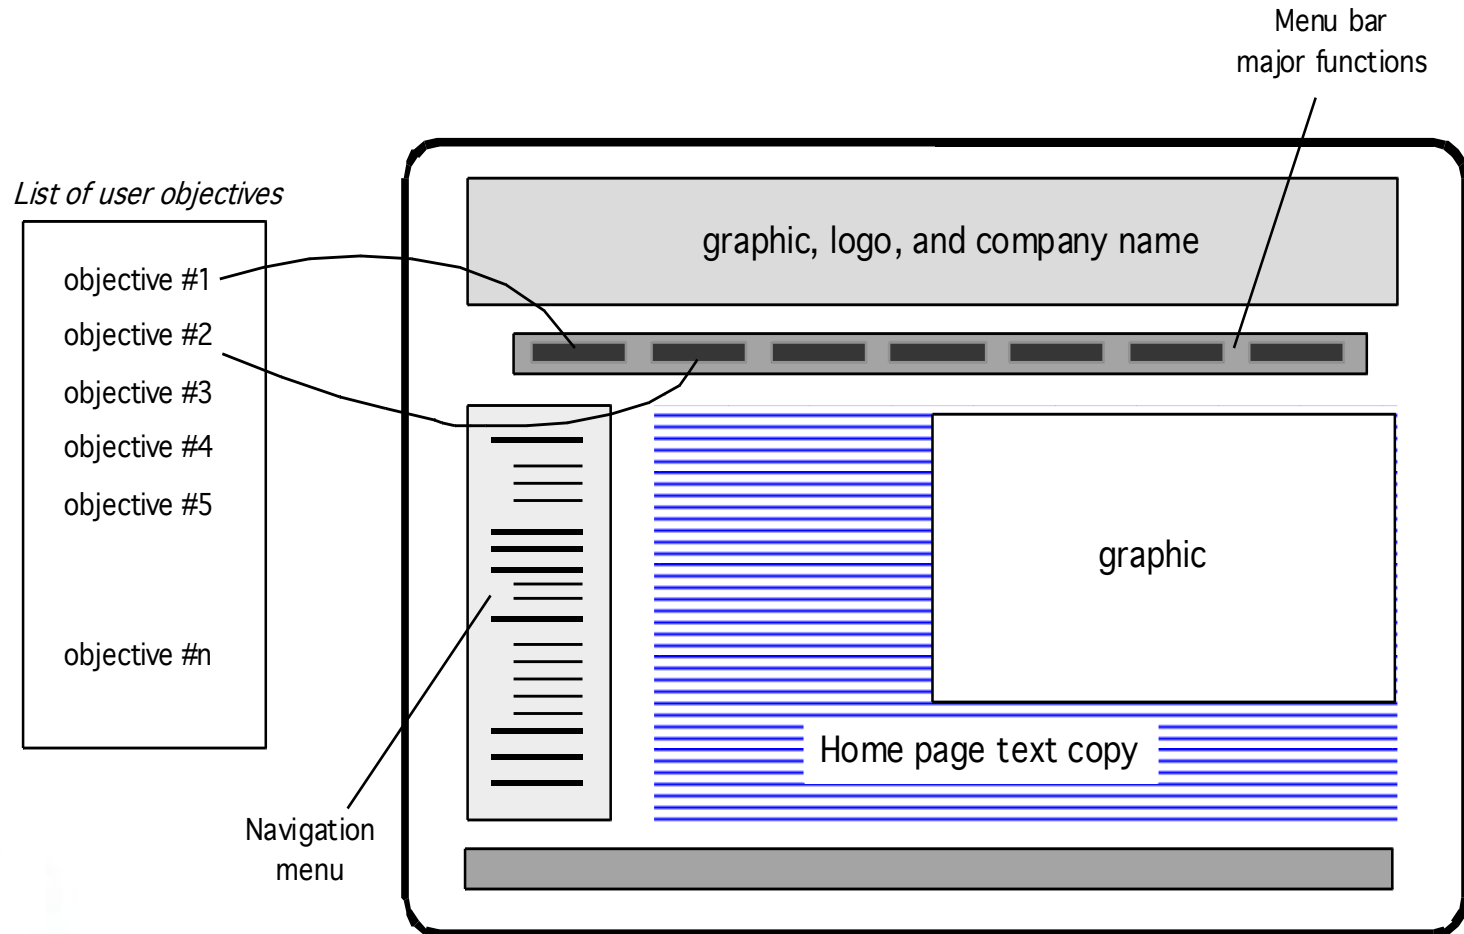 Menu bar
major functions
List of user objectives
graphic, logo, and company name
objective #1
objective #2
objective #3
objective #4
objective #5
objective #n
graphic
Home page text copy
Navigation
menu